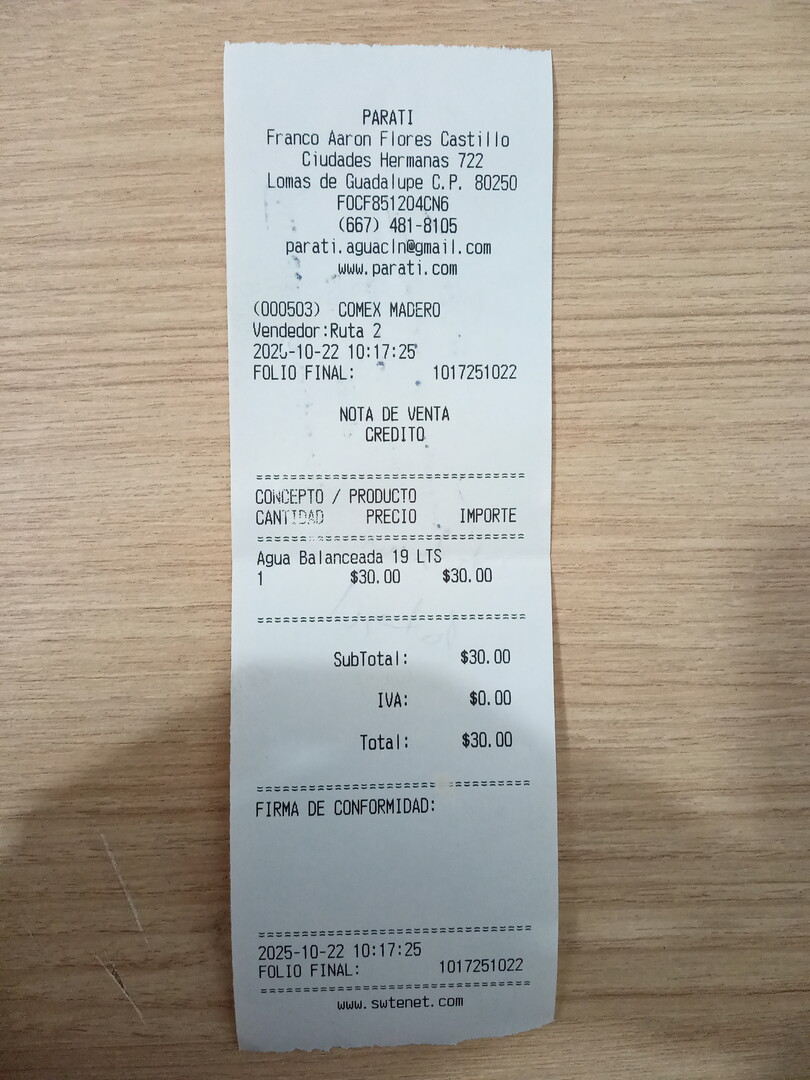 PARATI
Franco Aaron Flores Castillo
Ciudades Hermanas 722
Lomas de Guadalupe C.P. 80250
FOCF851204CN6
(667) 481-8105
parati.aguacln@gmail.com
www.parati.com
(000503) COMEX MADERO
Vendedor:Ruta 2
2025-10-22 10:17:25
FOLIO FINAL: 1017251022
NOTA DE VENTA
CREDITO
==============================
CONCEPTO / PRODUCTO
CANTIDAD PRECIO IMPORTE
==============================
Agua Balanceada 19 LTS
1 $30.00 $30.00
==============================
SubTotal: $30.00
IVA: $0.00
Total: $30.00
==============================
FIRMA DE CONFORMIDAD:
==============================
2025-10-22 10:17:25
FOLIO FINAL: 1017251022
==============================
www.swtenet.com